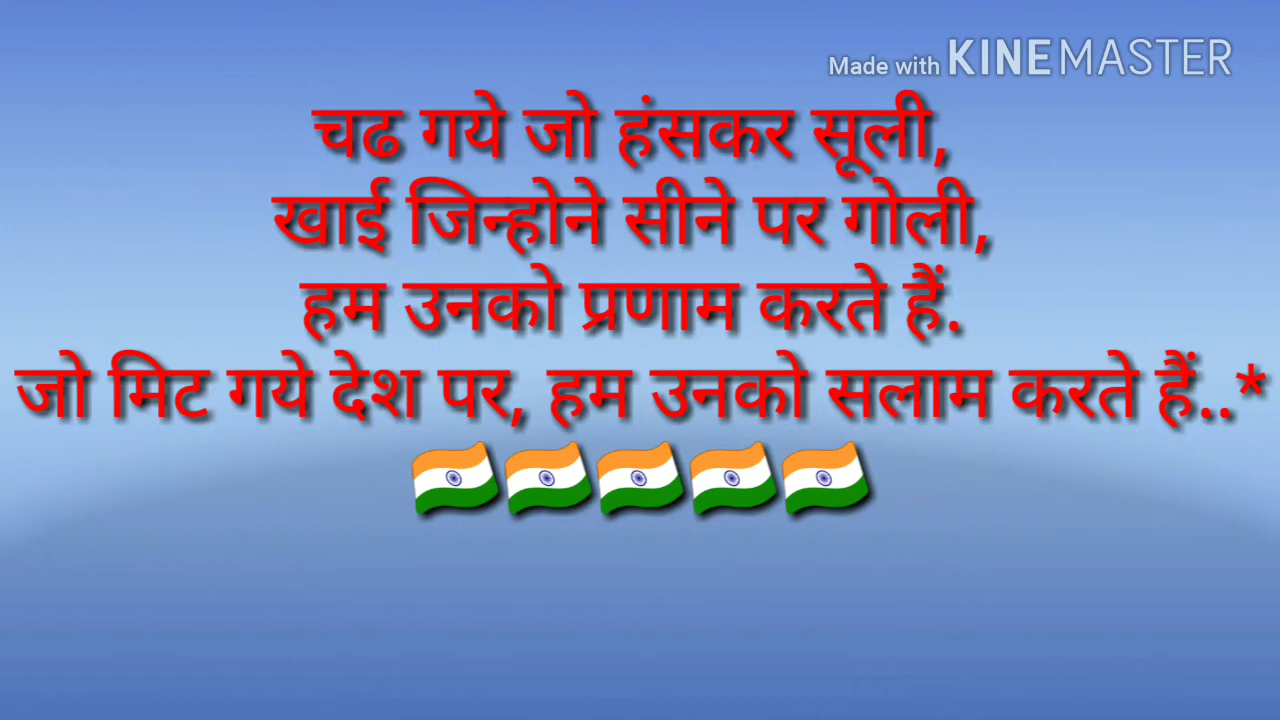 Made with KINEMASTER
चढ गये जो हंसकर सूली,
खाई जिन्होने सीने पर गोली,
हम उनको प्रणाम करते हैं.
जो मिट गये देश पर, हम उनको सलाम करते हैं..*
🇮🇳🇮🇳🇮🇳🇮🇳🇮🇳